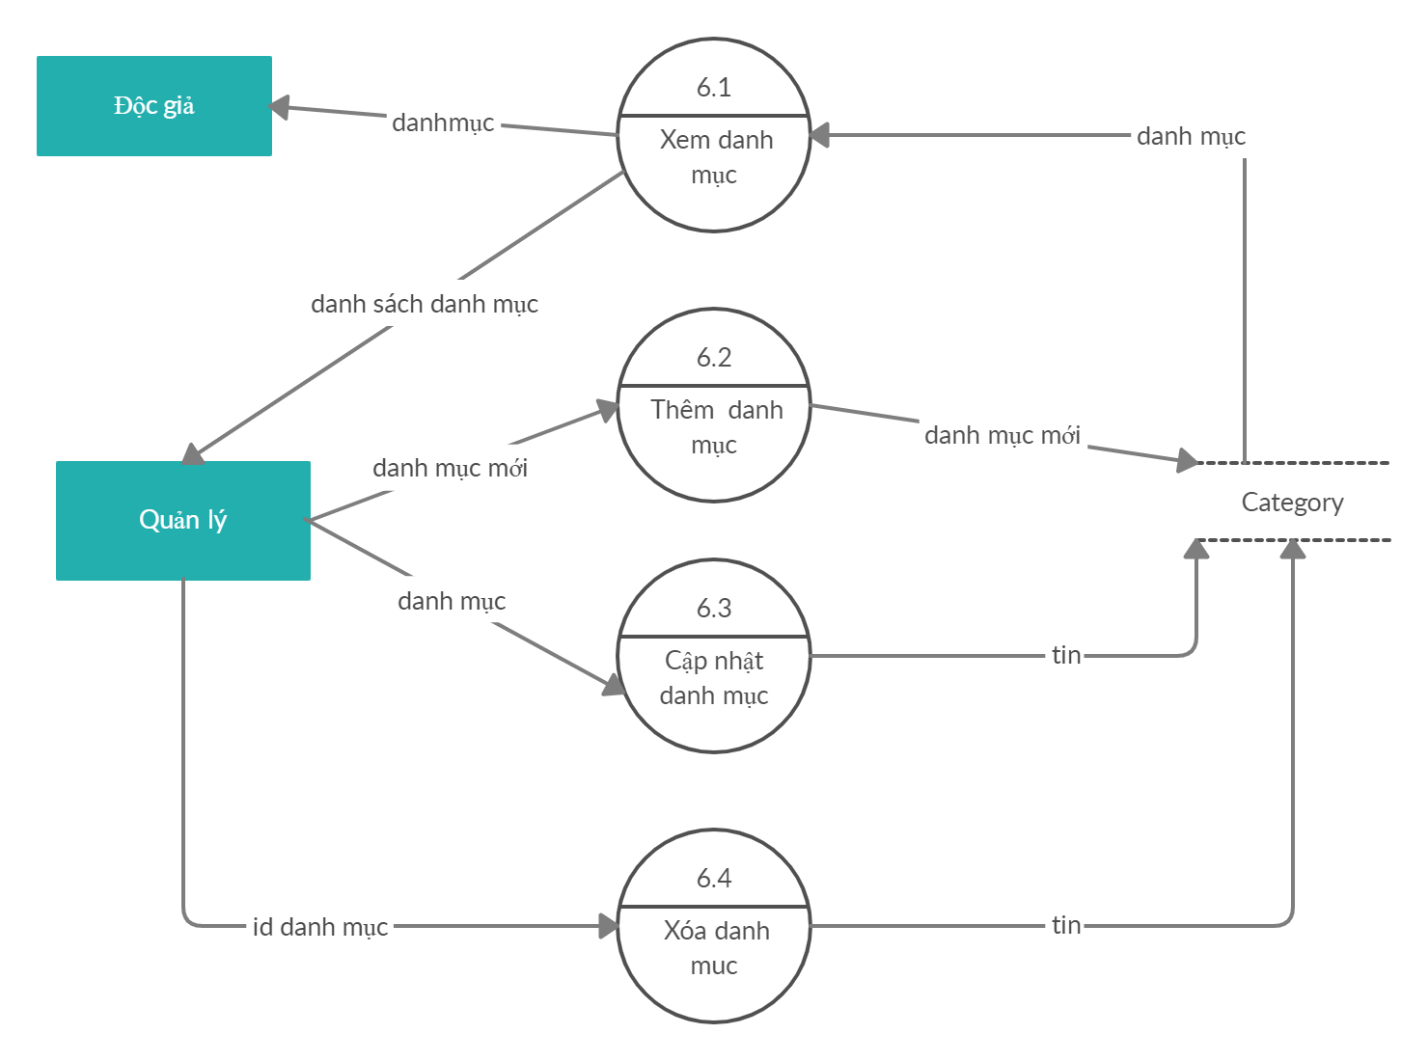 6.1
Độc giả
danhmục
Xem danh
mục
danh mục
danh sách danh mục
6.2
Thêm danh
mục
danh mục mới
danh mục mới
Category
Quản lý
danh mục
6.3
Cập nhật
danh mục
tin
6.4
id danh mục
Xóa danh
muc
tin